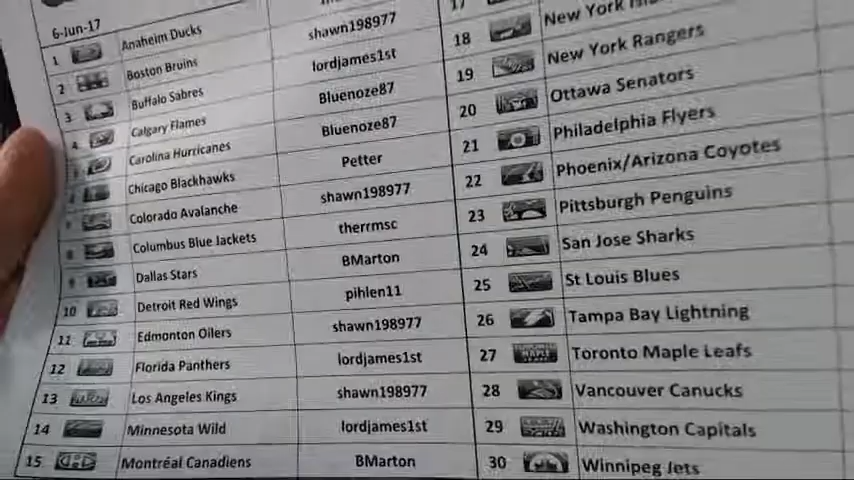 6-Jun-17
1 Anaheim Ducks
2 Boston Bruins shawn198977
3 Buffalo Sabres lordjames1st
4 Calgary Flames Bluenoze87
Carolina Hurricanes Bluenoze87
Chicago Blackhawks Petter
7 Colorado Avalanche shawn198977
8 Columbus Blue Jackets therrmsc
9 Dallas Stars BMarton
10 Detroit Red Wings pihlen11
11 Edmonton Oilers shawn198977
12 Florida Panthers lordjames1st
13 Los Angeles Kings shawn198977
14 Minnesota Wild lordjames1st
15 Montréal Canadiens BMarton
17
18 New York
19 New York Rangers
20 Ottawa Senators
21 Philadelphia Flyers
22 Phoenix/Arizona Coyotes
23 Pittsburgh Penguins
24 San Jose Sharks
25 St Louis Blues
26 Tampa Bay Lightning
27 Toronto Maple Leafs
28 Vancouver Canucks
29 Washington Capitals
30 Winnipeg Jets